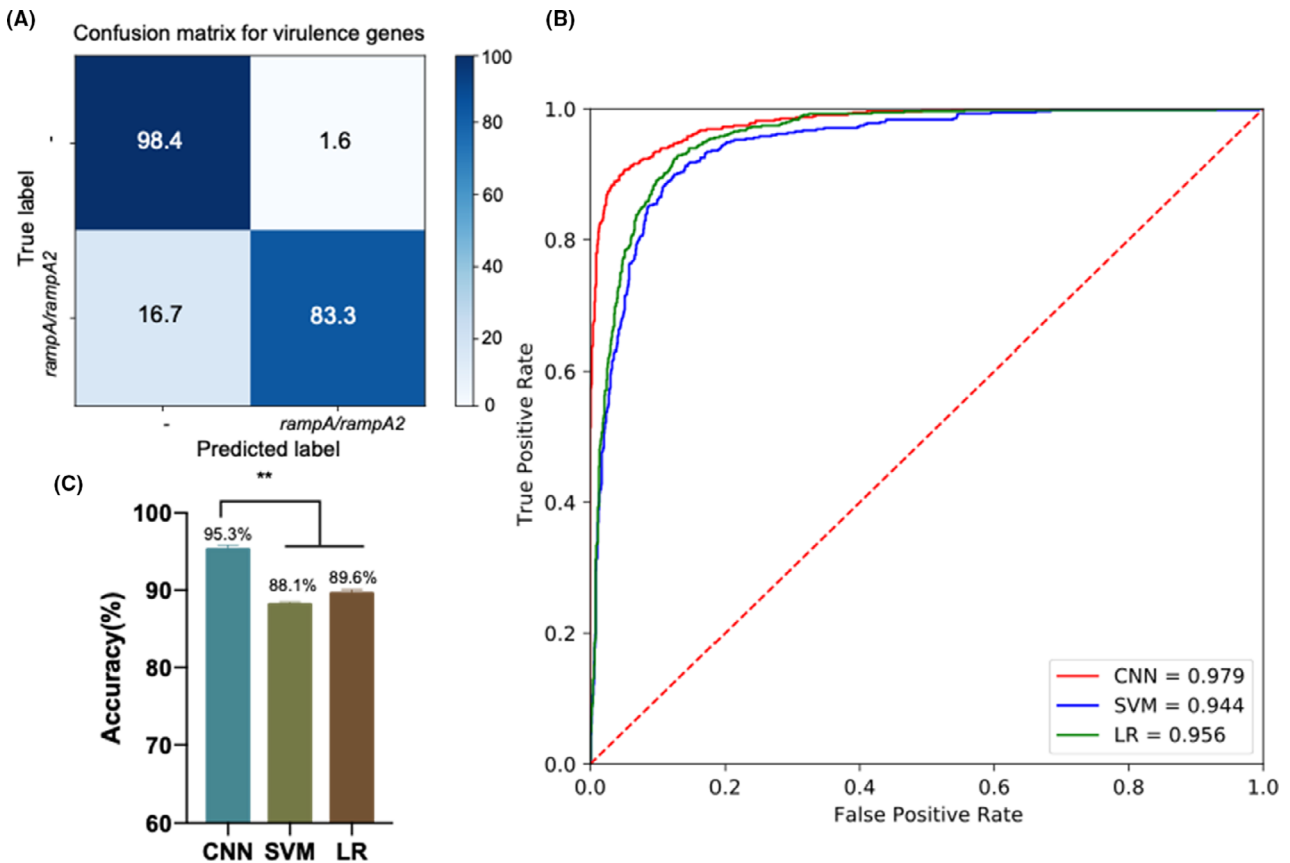 (A)
Confusion matrix for virulence genes
98.4
1.6
16.7
83.3
-
rampA/rampA2
True label
-
rampA/rampA2
Predicted label
100
80
60
40
20
0
(B)
1.0
0.8
0.6
0.4
0.2
0.0
True Positive Rate
0.0
0.2
0.4
0.6
0.8
1.0
False Positive Rate
CNN = 0.979
SVM = 0.944
LR = 0.956
(C)
**
100
90
80
70
60
Accuracy(%)
95.3%
88.1%
89.6%
CNN SVM LR